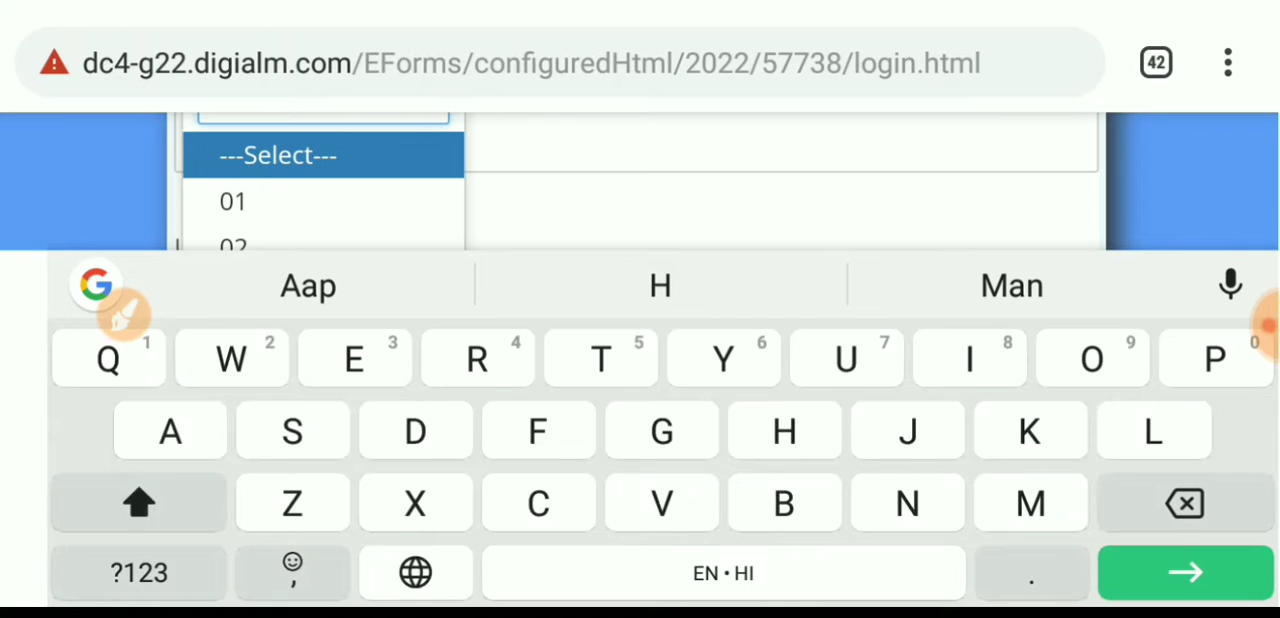 dc4-g22.digialm.com/EForms/configuredHtml/2022/57738/login.html 42
---Select---
01
02
G Aap H Man
Q 1 W 2 E 3 R 4 T 5 Y 6 U 7 I 8 O 9 P 0
A S D F G H J K L
Z X C V B N M
?123 , EN • HI .